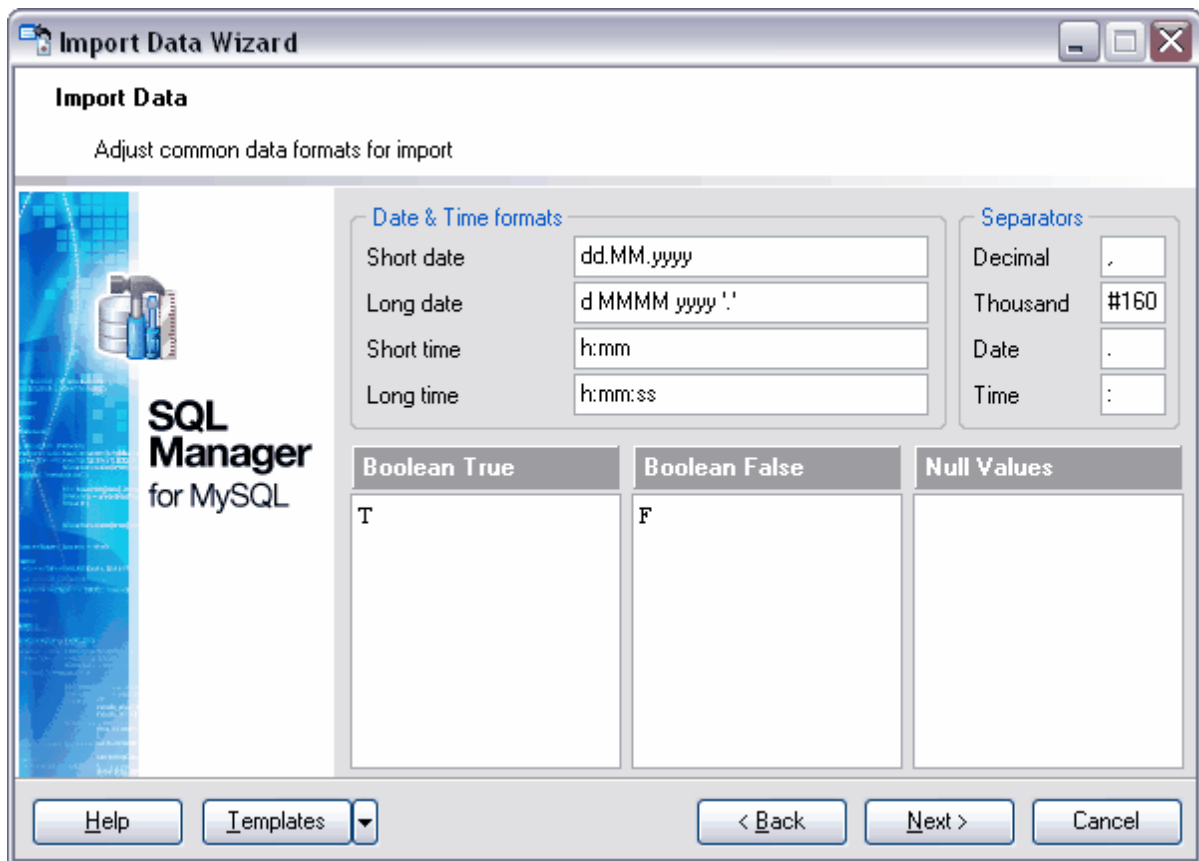 Import Data Wizard
Import Data
Adjust common data formats for import
Date & Time formats
Short date dd.MM.yyyy
Long date d MMMM yyyy '.'
Short time h:mm
Long time h:mm:ss
Separators
Decimal ,
Thousand #160
Date .
Time :
SQL
Manager
for MySQL
Boolean True Boolean False Null Values
T F
Help Templates < Back Next > Cancel